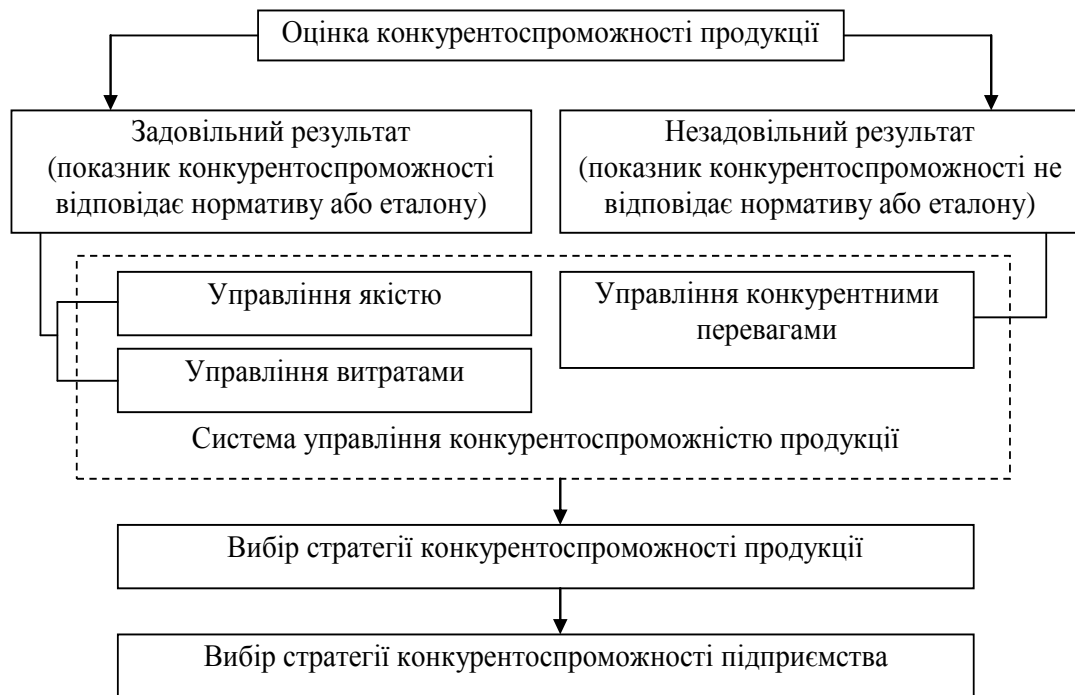 Оцінка конкурентоспроможності продукції
Задовільний результат
(показник конкурентоспроможності
відповідає нормативу або еталону)
Незадовільний результат
(показник конкурентоспроможності не
відповідає нормативу або еталону)
Управління якістю
Управління витратами
Управління конкурентними
перевагами
Система управління конкурентоспроможністю продукції
Вибір стратегії конкурентоспроможності продукції
Вибір стратегії конкурентоспроможності підприємства